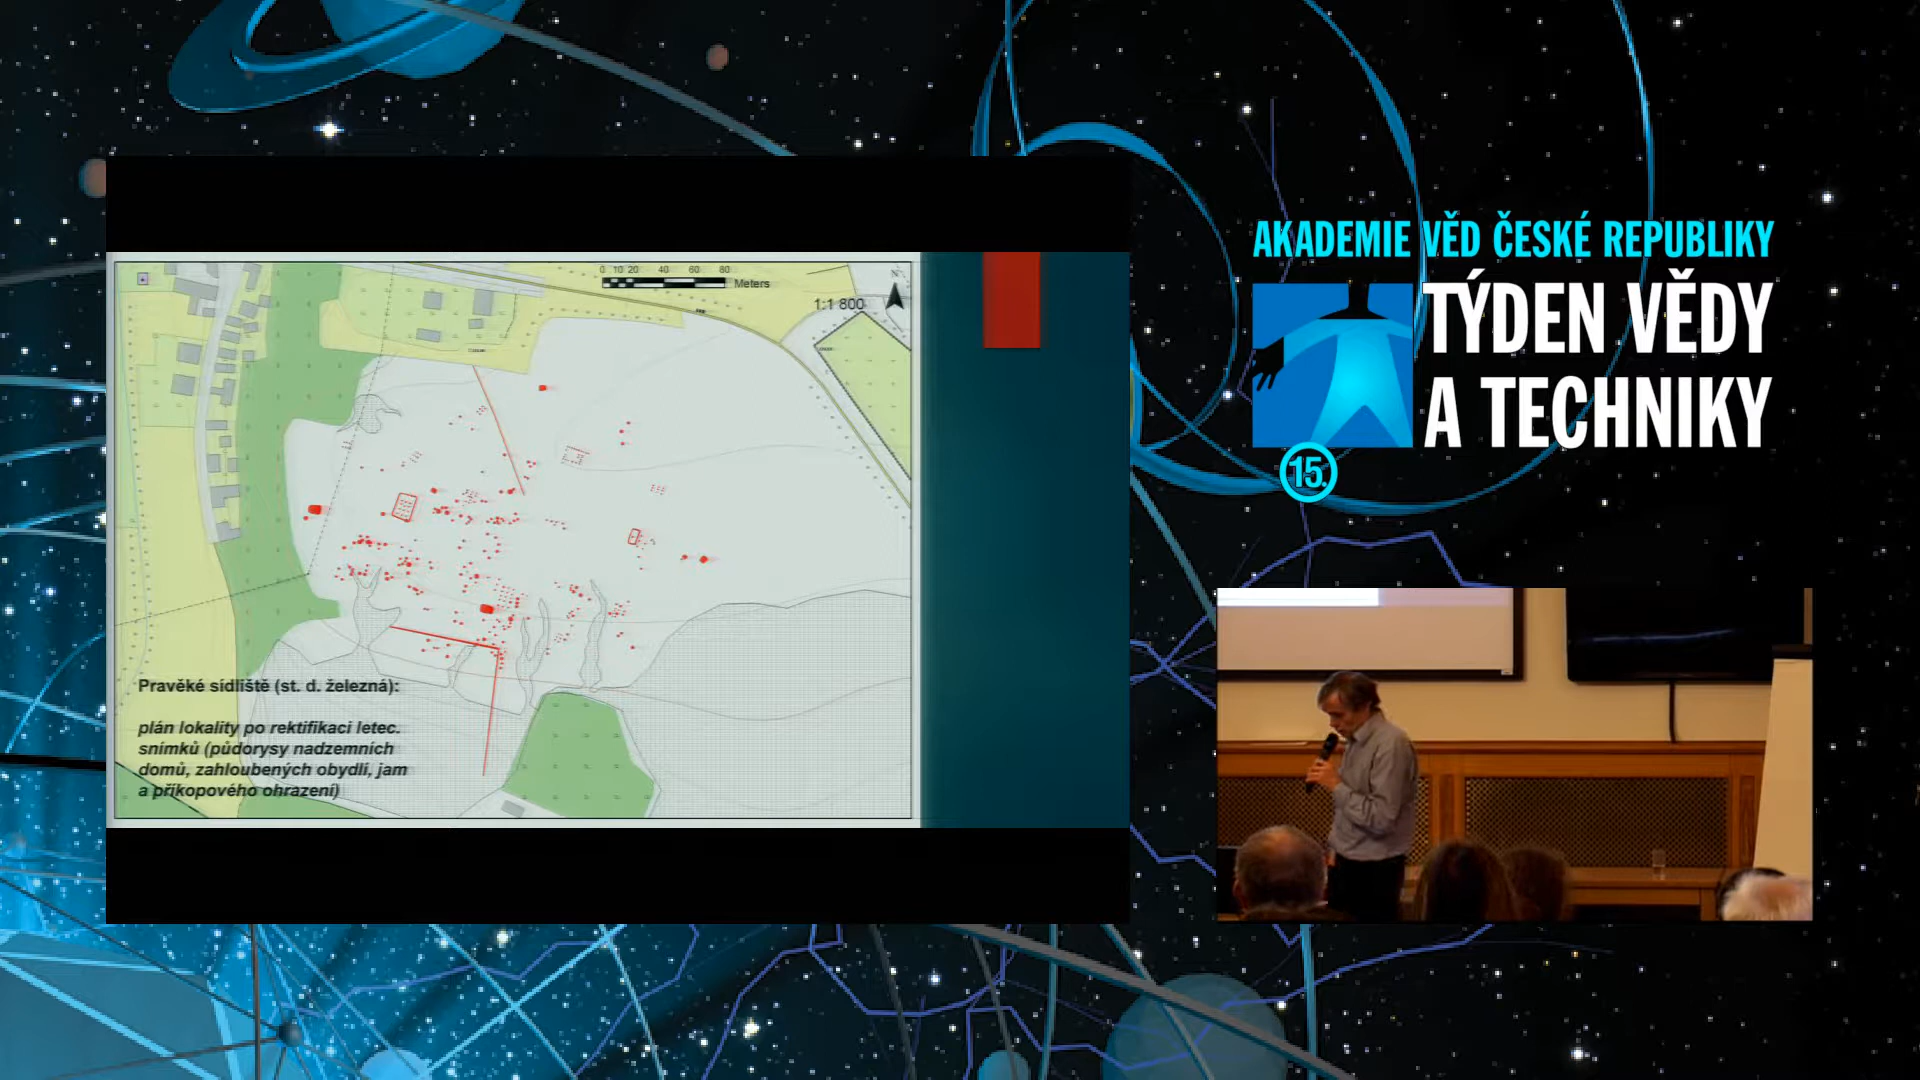 0 10 20 40 60 80
Meters
N
1:1 800
Pravěké sídliště (st. d. železná):
plán lokality po rektifikaci letec.
snímků (půdorysy nadzemních
domů, zahloubených obydlí, jam
a příkopového ohrazení)
AKADEMIE VĚD ČESKÉ REPUBLIKY
TÝDEN VĚDY
A TECHNIKY
15.